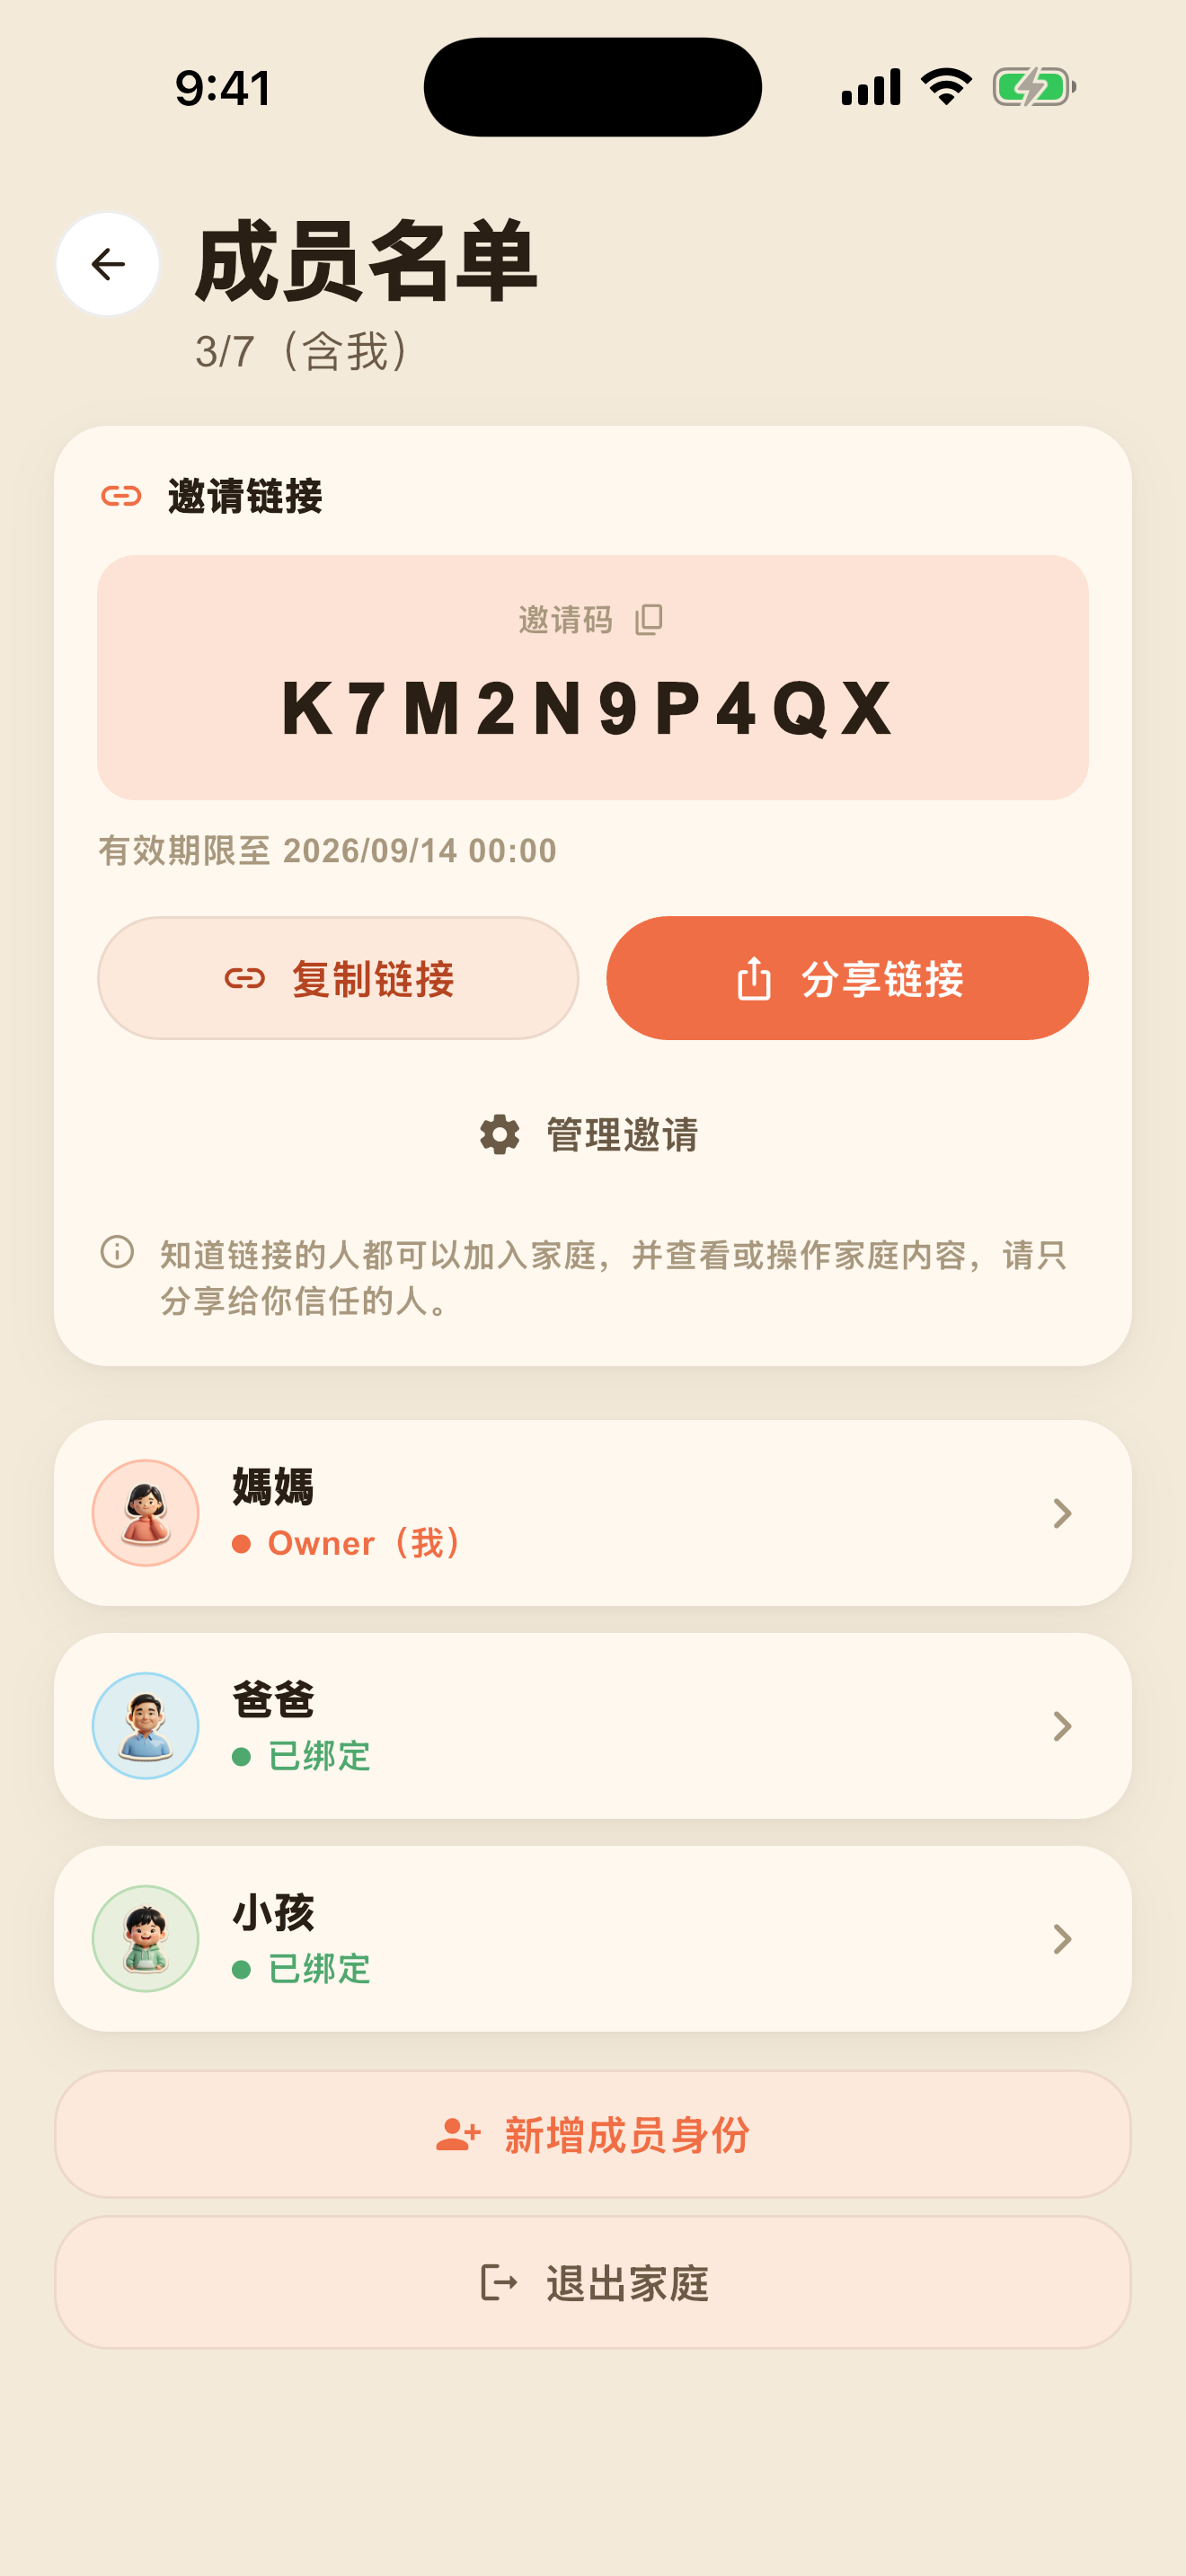 9:41
成员名单
3/7（含我）
邀请链接
邀请码
K7M2N9P4QX
有效期限至 2026/09/14 00:00
复制链接
分享链接
管理邀请
知道链接的人都可以加入家庭，并查看或操作家庭内容，请只
分享给你信任的人。
媽媽
Owner（我）
爸爸
已绑定
小孩
已绑定
新增成员身份
退出家庭